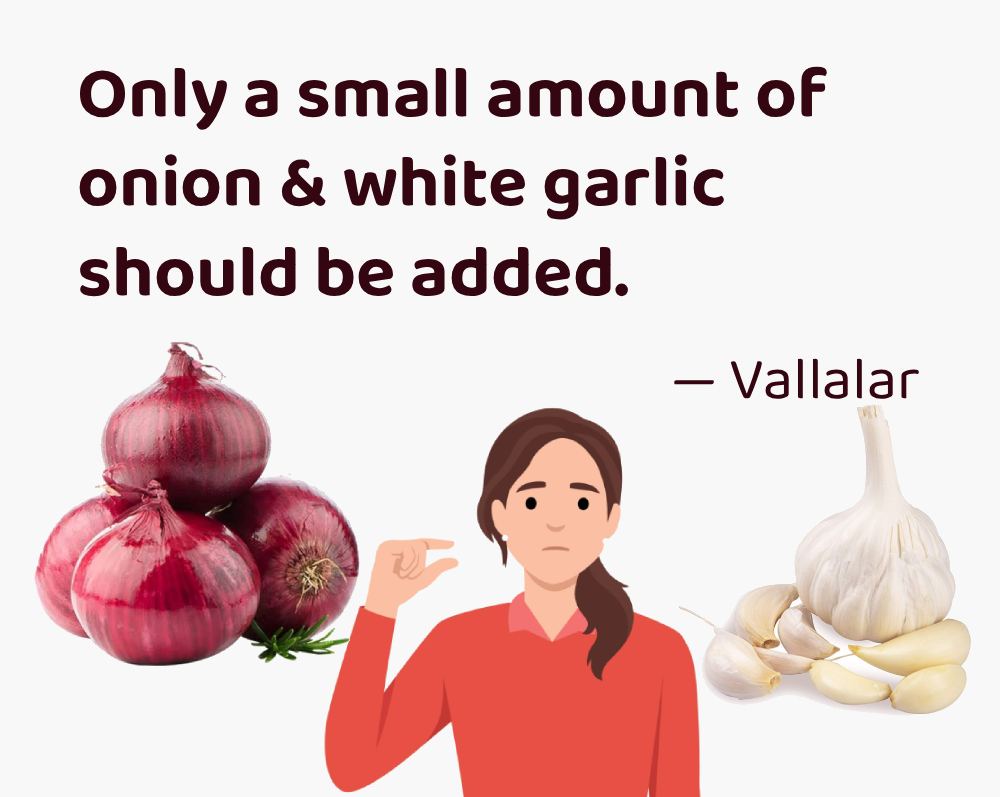 Only a small amount of
onion & white garlic
should be added.
— Vallalar